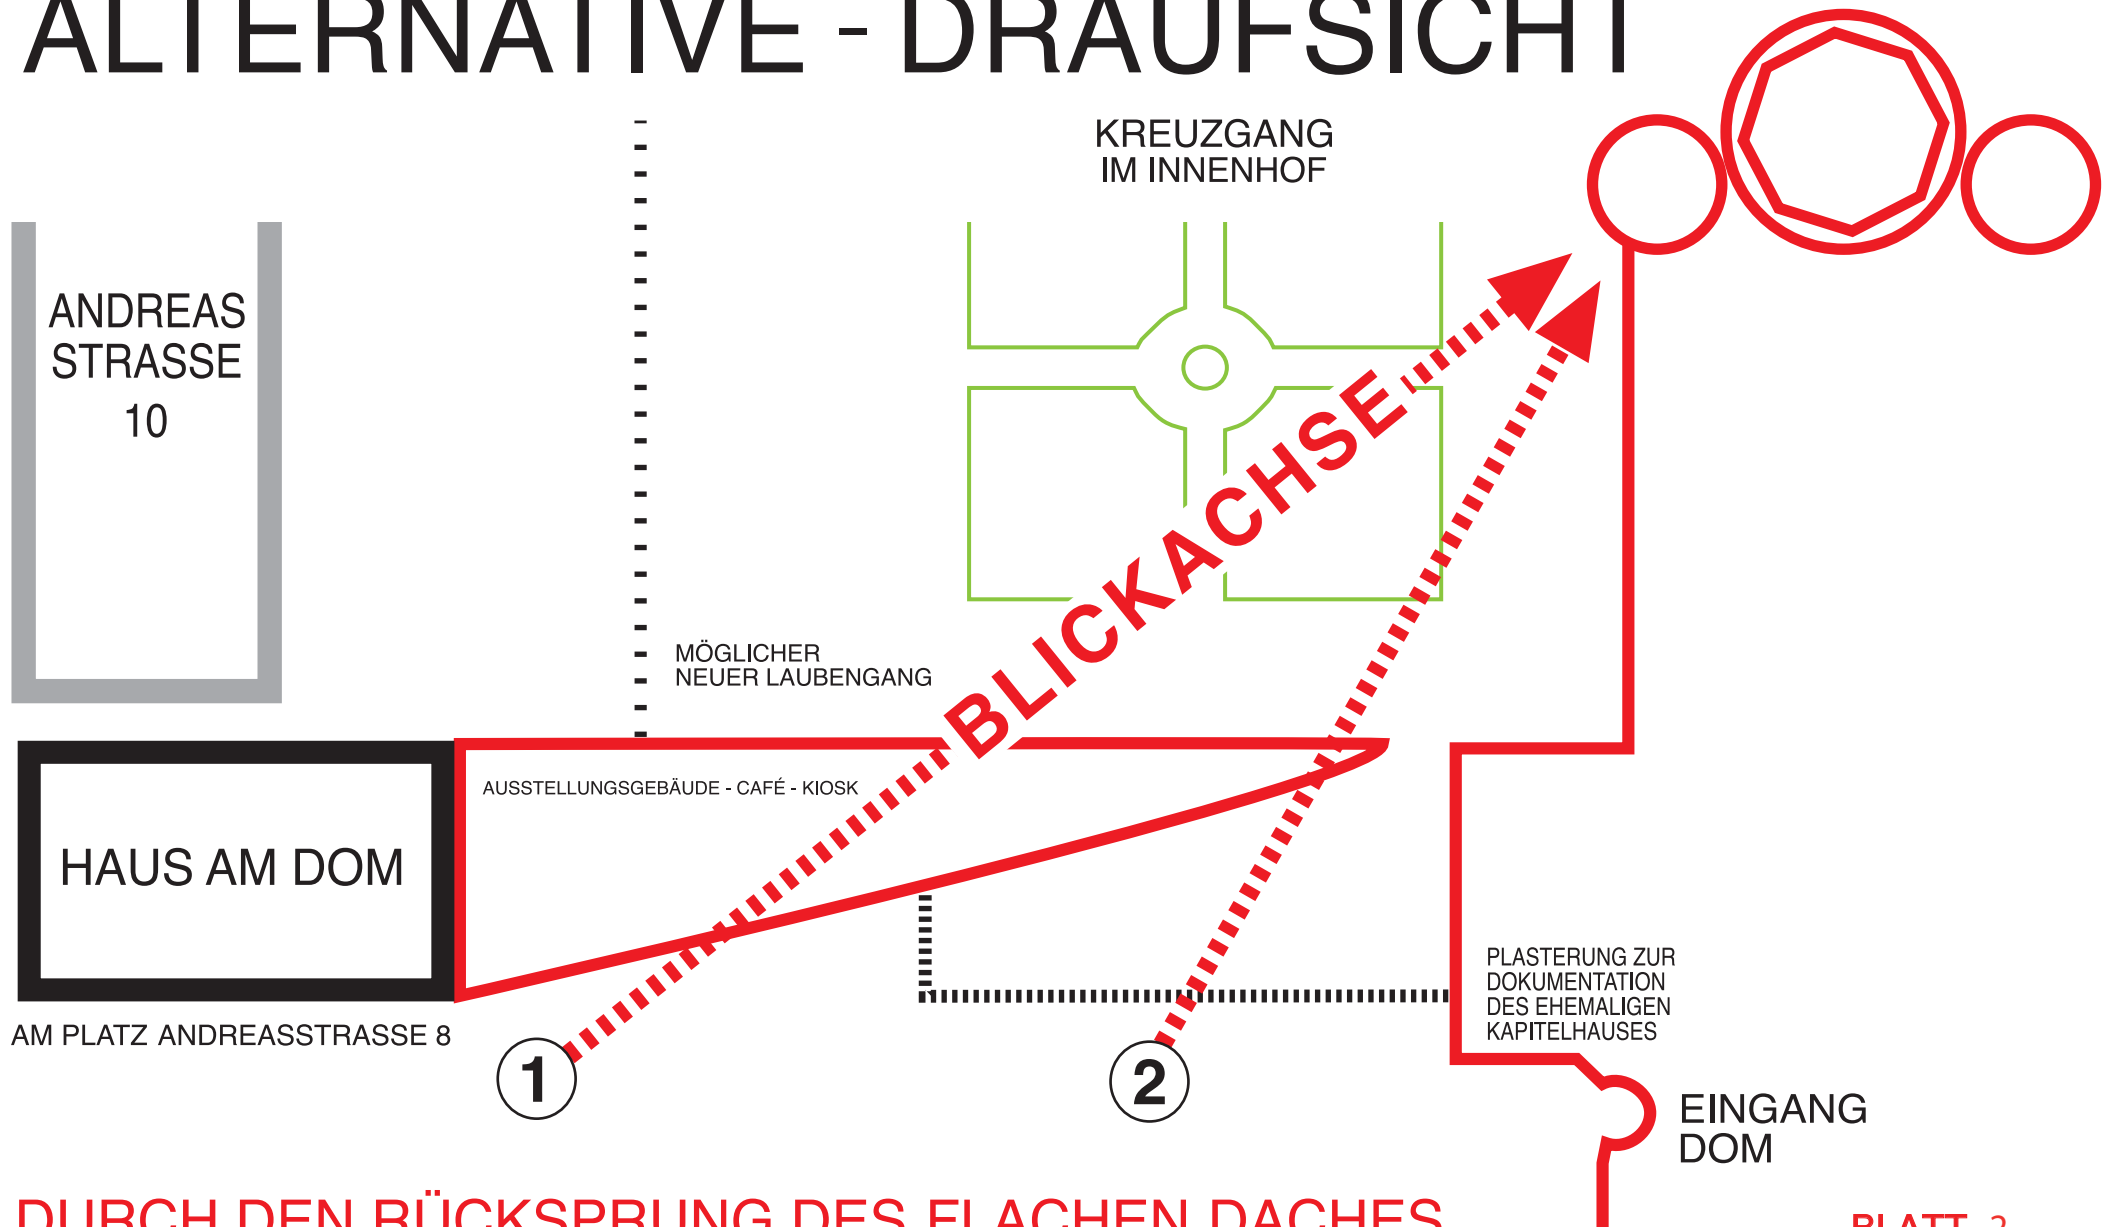 ALTERNATIVE - DRAUFSICHT
KREUZGANG
IM INNENHOF
ANDREAS
STRASSE
10
MÖGLICHER
NEUER LAUBENGANG
BLICKACHSE
AUSSTELLUNGSGEBÄUDE - CAFÉ - KIOSK
HAUS AM DOM
PLASTERUNG ZUR
DOKUMENTATION
DES EHEMALIGEN
KAPITELHAUSES
AM PLATZ ANDREASSTRASSE 8
1
2
EINGANG
DOM
DURCH DEN RÜCKSPRUNG DES FLACHEN DACHES
BLATT 2